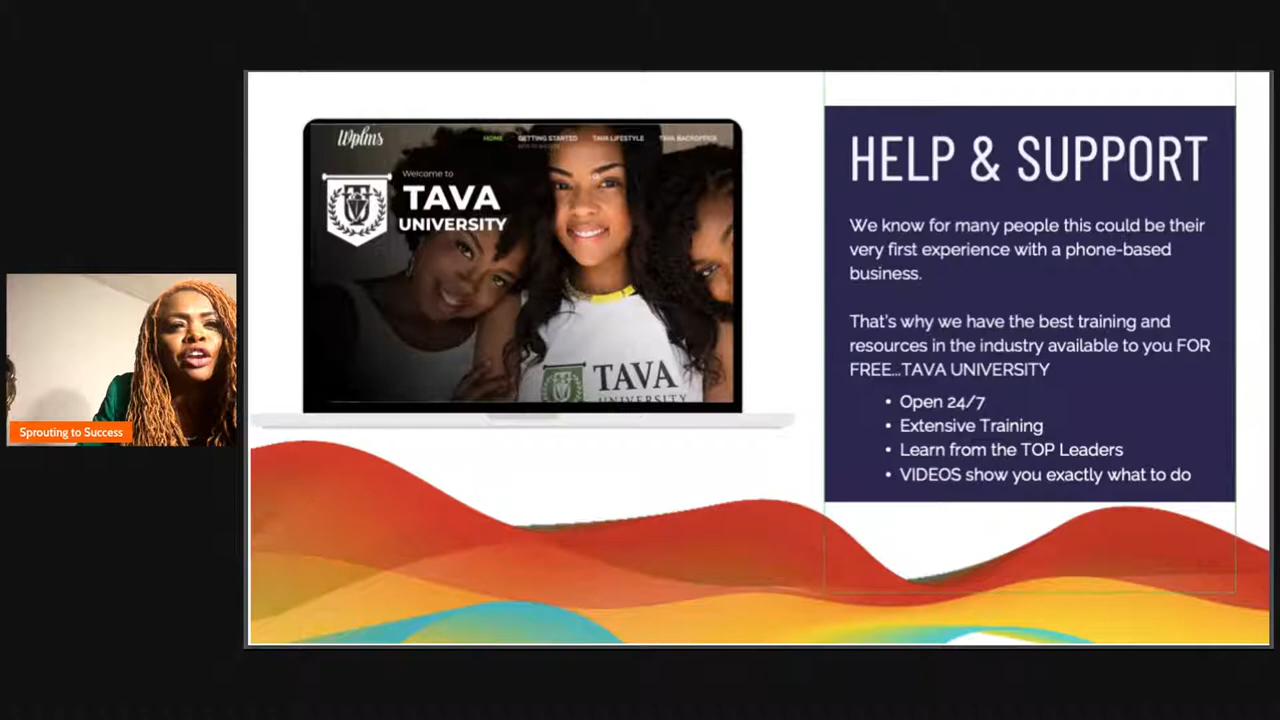 Sprouting to Success
Wplms
HOME GETTING STARTED TAVA LIFESTYLE TAVA BACKOFFICE
Welcome to
TAVA
UNIVERSITY
TAVA
UNIVERSITY
HELP & SUPPORT
We know for many people this could be their
very first experience with a phone-based
business.
That's why we have the best training and
resources in the industry available to you FOR
FREE...TAVA UNIVERSITY
• Open 24/7
• Extensive Training
• Learn from the TOP Leaders
• VIDEOS show you exactly what to do